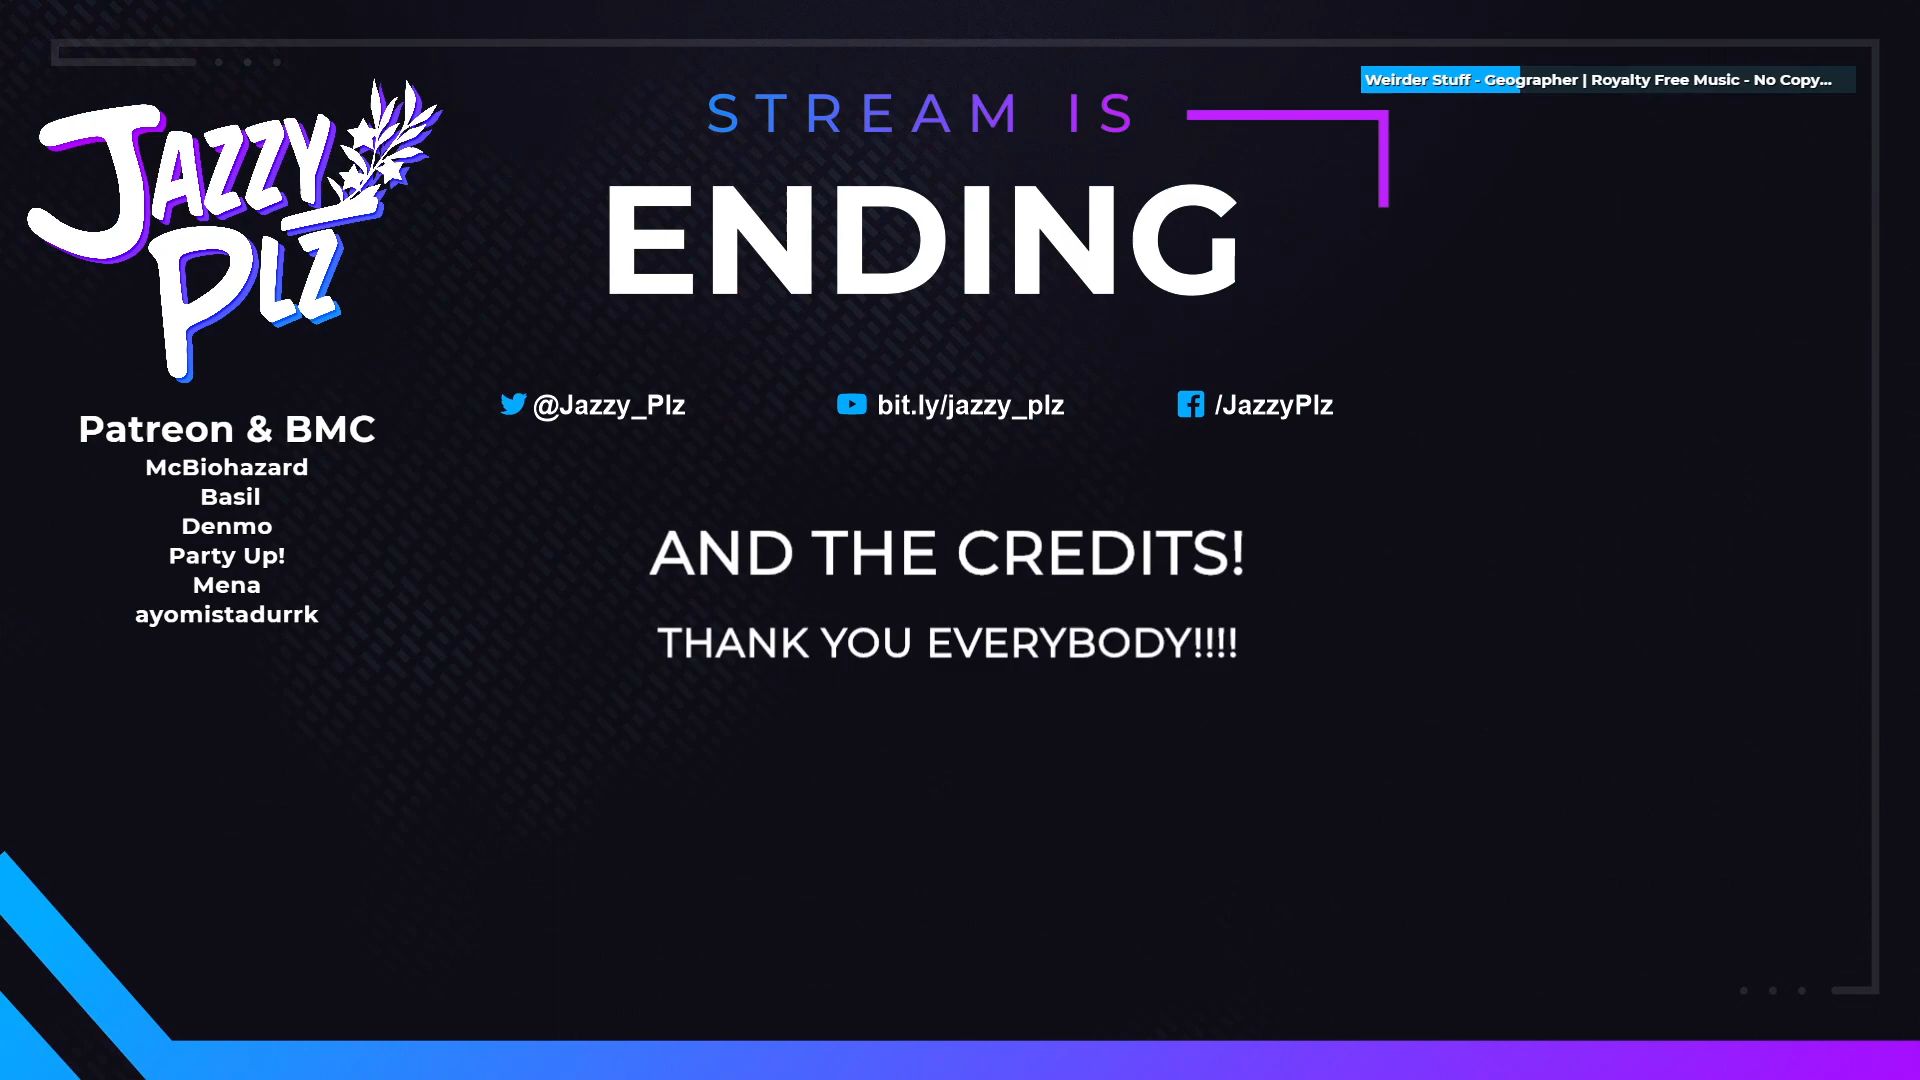 JAZZY
PLZ
Weirder Stuff - Geographer | Royalty Free Music - No Copy...
STREAM IS
ENDING
@Jazzy_Plz
bit.ly/jazzy_plz
/JazzyPlz
Patreon & BMC
McBiohazard
Basil
Denmo
Party Up!
Mena
ayomistadurrk
AND THE CREDITS!
THANK YOU EVERYBODY!!!!